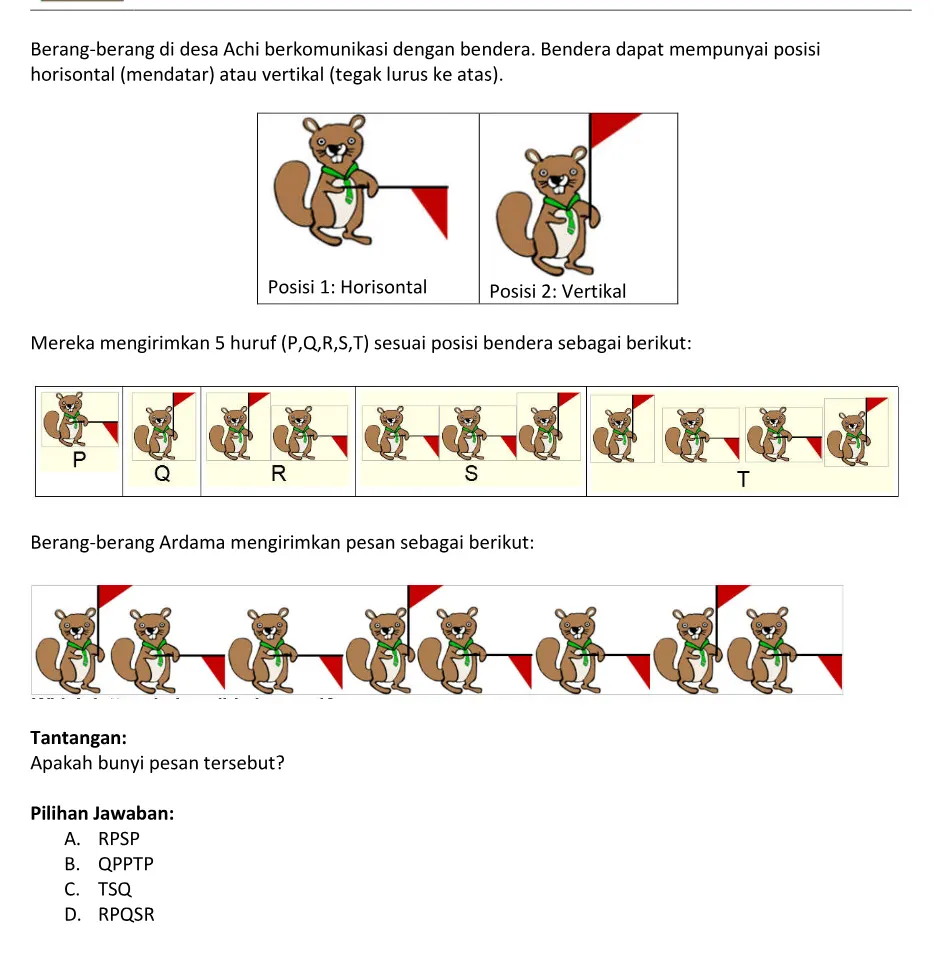 Berang-berang di desa Achi berkomunikasi dengan bendera. Bendera dapat mempunyai posisi
horisontal (mendatar) atau vertikal (tegak lurus ke atas).
Posisi 1: Horisontal
Posisi 2: Vertikal
Mereka mengirimkan 5 huruf (P,Q,R,S,T) sesuai posisi bendera sebagai berikut:
P
Q
R
S
T
Berang-berang Ardama mengirimkan pesan sebagai berikut:
Tantangan:
Apakah bunyi pesan tersebut?
Pilihan Jawaban:
A. RPSP
B. QPPTP
C. TSQ
D. RPQSR